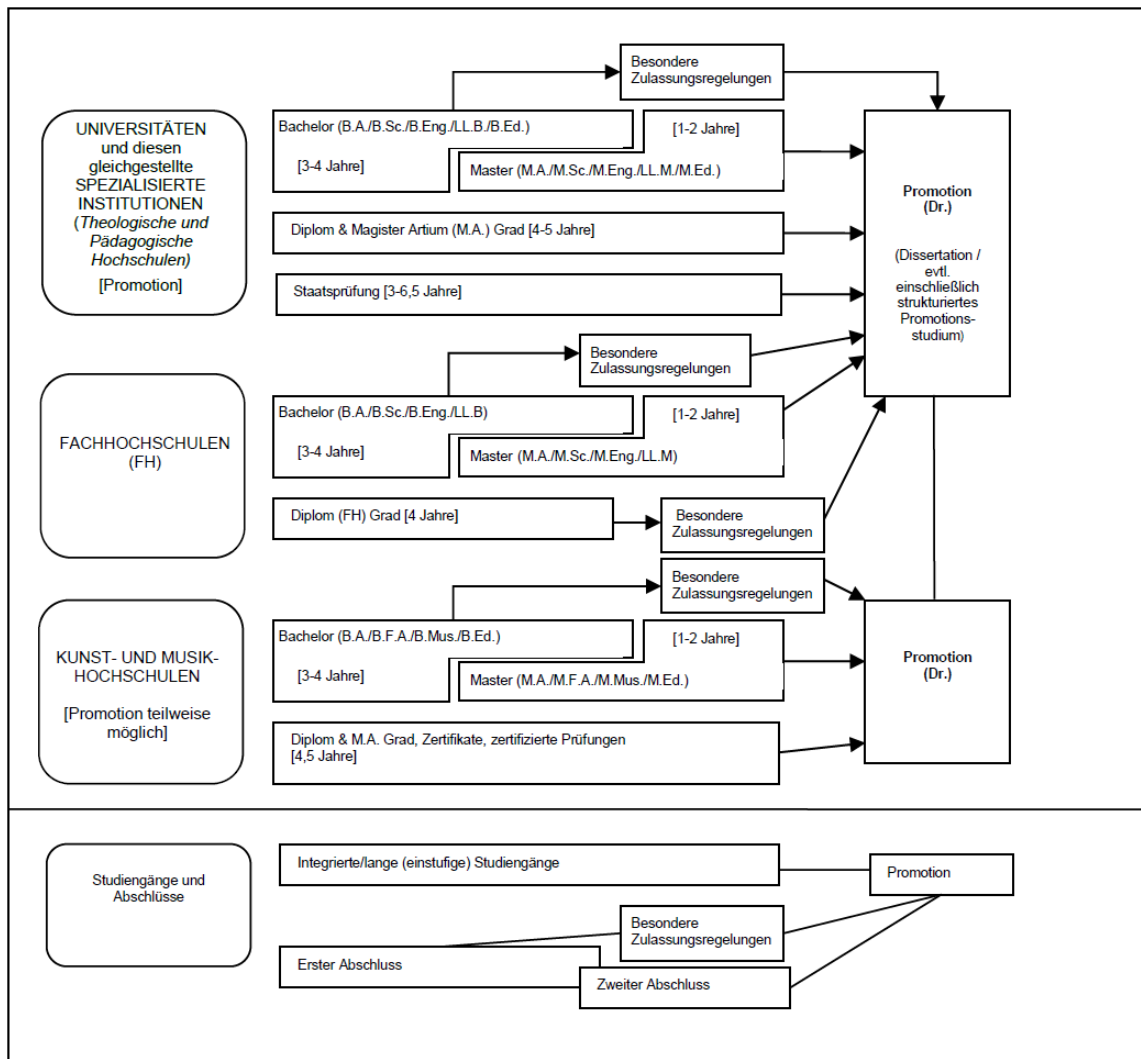 Besondere
Zulassungsregelungen
UNIVERSITÄTEN
und diesen
gleichgestellte
SPEZIALISIERTE
INSTITUTIONEN
(Theologische und
Pädagogische
Hochschulen)
[Promotion]
Bachelor (B.A./B.Sc./B.Eng./LL.B./B.Ed.)
[3-4 Jahre]
[1-2 Jahre]
Master (M.A./M.Sc./M.Eng./LL.M./M.Ed.)
Diplom & Magister Artium (M.A.) Grad [4-5 Jahre]
Staatsprüfung [3-6,5 Jahre]
Promotion
(Dr.)
(Dissertation /
evtl.
einschließlich
strukturiertes
Promotions-
studium)
FACHHOCHSCHULEN
(FH)
Besondere
Zulassungsregelungen
Bachelor (B.A./B.Sc./B.Eng./LL.B)
[3-4 Jahre]
[1-2 Jahre]
Master (M.A./M.Sc./M.Eng./LL.M)
Diplom (FH) Grad [4 Jahre]
Besondere
Zulassungsregelungen
KUNST- UND MUSIK-
HOCHSCHULEN
[Promotion teilweise
möglich]
Besondere
Zulassungsregelungen
Bachelor (B.A./B.F.A./B.Mus./B.Ed.)
[3-4 Jahre]
[1-2 Jahre]
Master (M.A./M.F.A./M.Mus./M.Ed.)
Diplom & M.A. Grad, Zertifikate, zertifizierte Prüfungen
[4,5 Jahre]
Promotion
(Dr.)
Studiengänge und
Abschlüsse
Integrierte/lange (einstufige) Studiengänge
Promotion
Besondere
Zulassungsregelungen
Erster Abschluss
Zweiter Abschluss